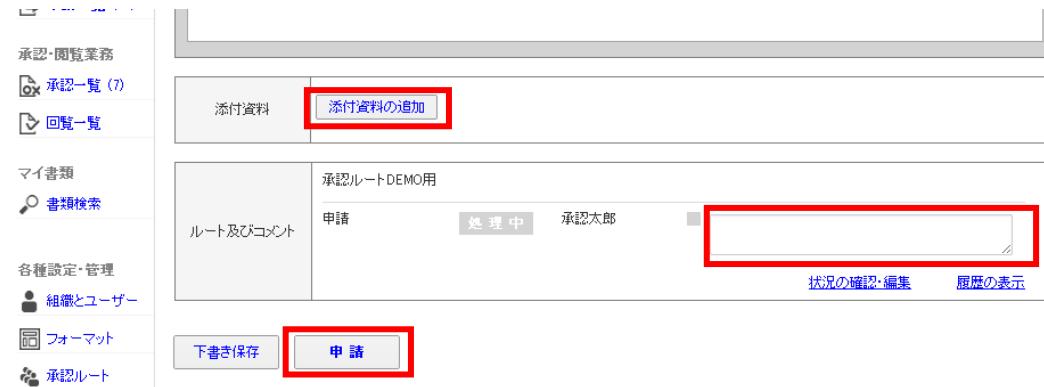 承認・閲覧業務
承認一覧 (7)
回覧一覧
マイ書類
書類検索
各種設定・管理
組織とユーザー
フォーマット
承認ルート
添付資料
添付資料の追加
ルート及びコメント
承認ルートDEMO用
申請
処理中
承認太郎
状況の確認・編集
履歴の表示
下書き保存
申 請